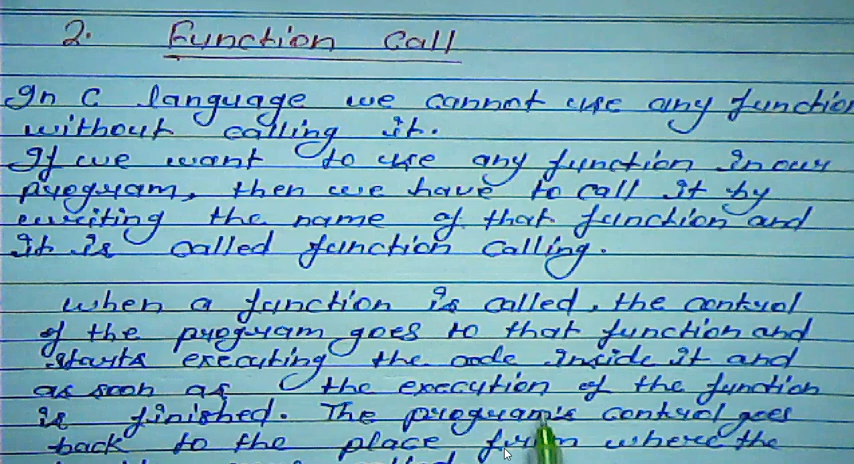 2. Function Call
In C language we cannot use any function
without calling it.
If we want to use any function in our
program, then we have to call it by
writing the name of that function and
it is called function calling.
when a function is called, the control
of the program goes to that function and
starts executing the code inside it and
as soon as the execution of the function
is finished. The program's control goes
back to the place from where the